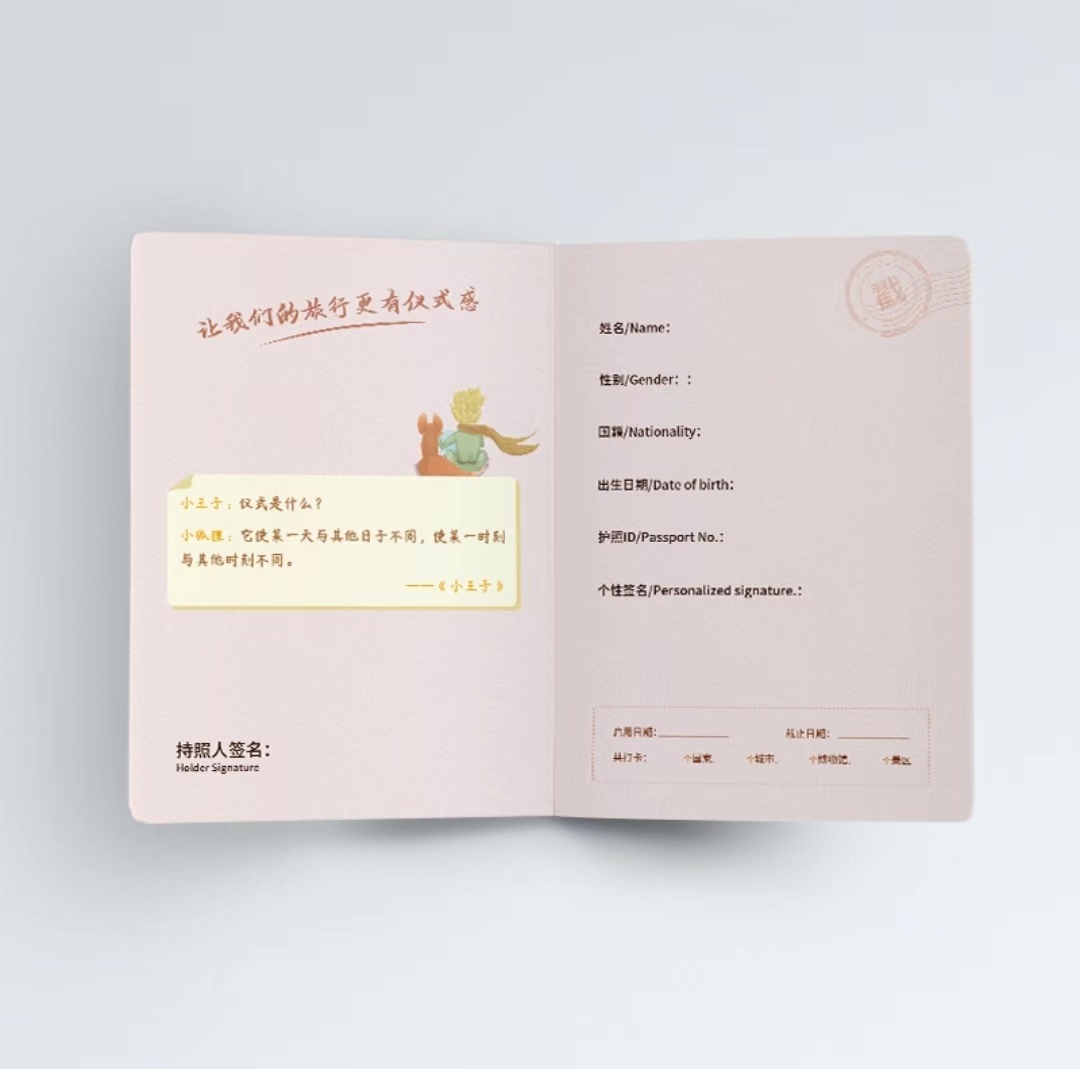 让我们的旅行更有仪式感
小王子：仪式是什么？
小狐狸：它使某一天与其他日子不同，使某一时刻
与其他时刻不同。
——《小王子》
持照人签名：
Holder Signature
戳
姓名/Name：
性别/Gender：：
国籍/Nationality：
出生日期/Date of birth：
护照ID/Passport No.：
个性签名/Personalized signature.：
启用日期：________ 截止日期：________
共打卡： 个国家, 个城市, 个博物馆, 个景区